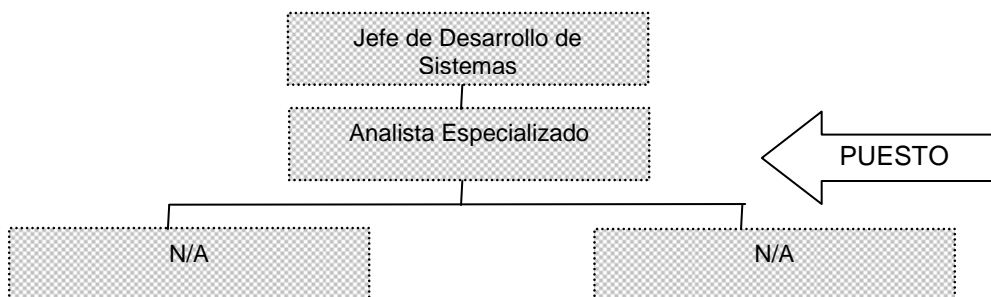 Jefe de Desarrollo de
Sistemas
Analista Especializado
PUESTO
N/A
N/A